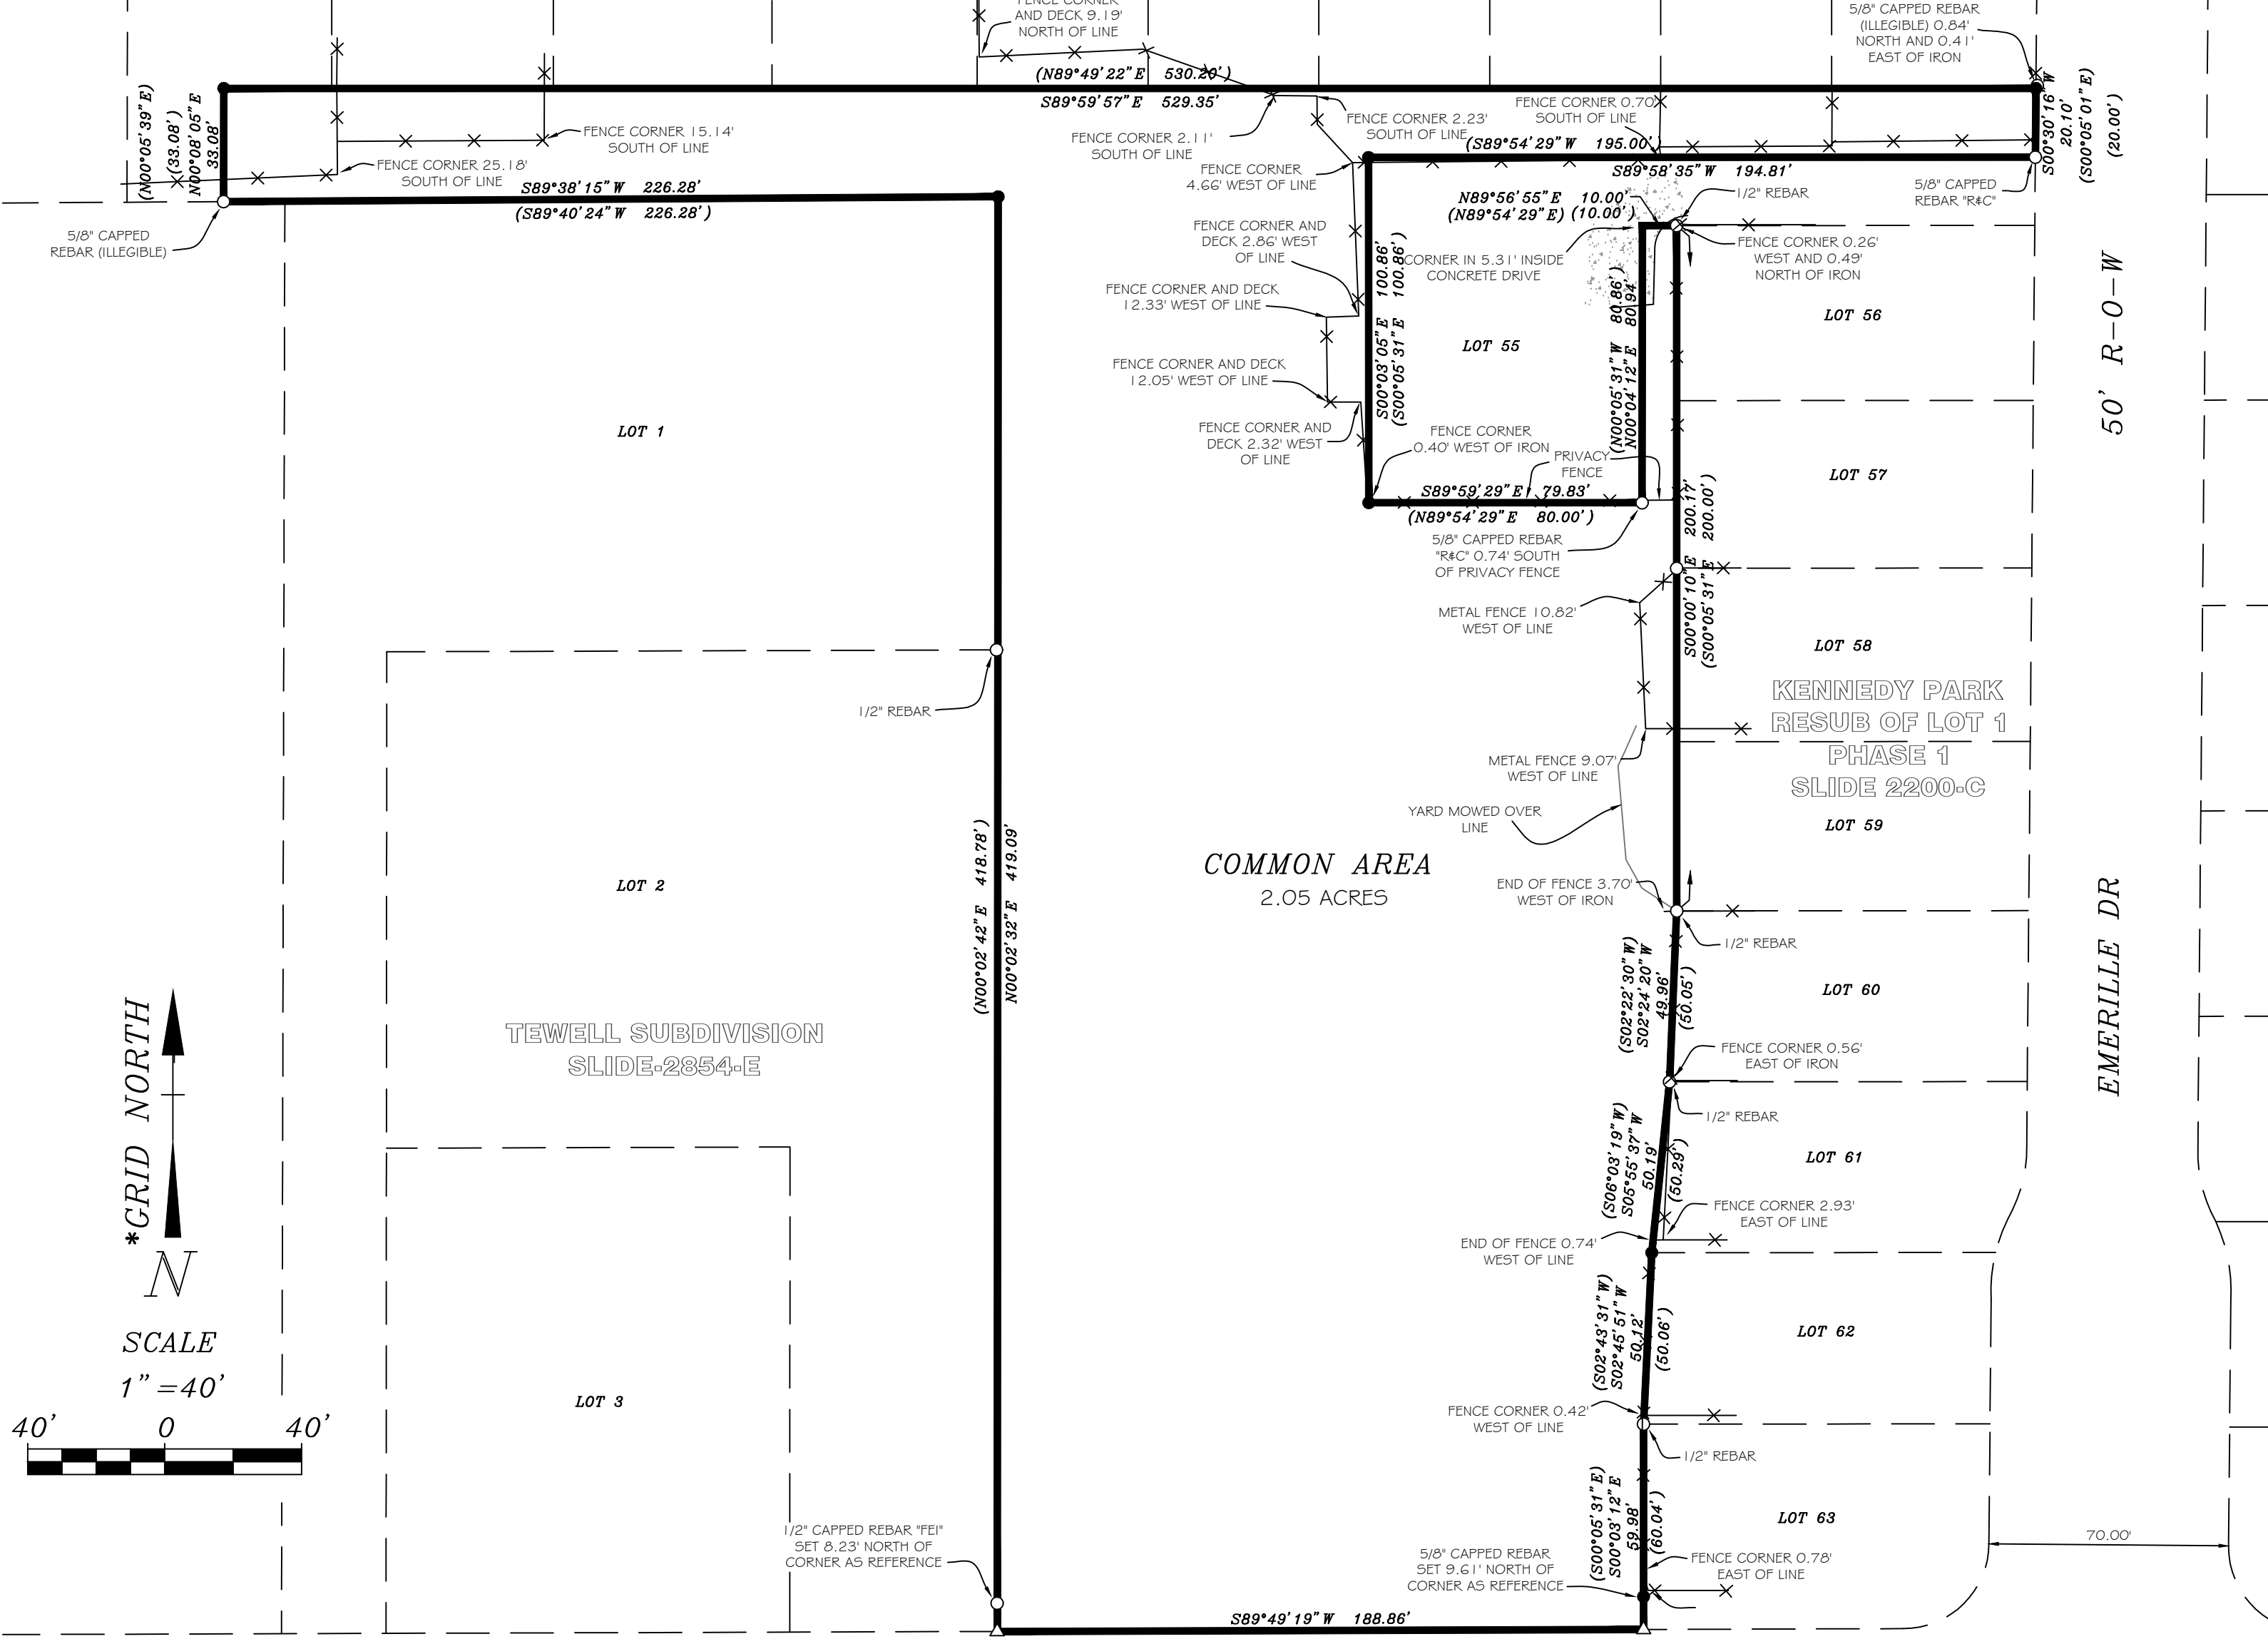 FENCE CORNER
AND DECK 9.19'
NORTH OF LINE
5/8" CAPPED REBAR
(ILLEGIBLE) 0.84'
NORTH AND 0.41'
EAST OF IRON
(N89°49'22"E 530.20')
S89°59'57"E 529.35'
(N00°05'39"E)
(33.08')
N00°08'05"E
33.08'
FENCE CORNER 15.14'
SOUTH OF LINE
FENCE CORNER 25.18'
SOUTH OF LINE
S89°38'15"W 226.28'
(S89°40'24"W 226.28')
5/8" CAPPED
REBAR (ILLEGIBLE)
FENCE CORNER 2.11'
SOUTH OF LINE
FENCE CORNER 2.23'
SOUTH OF LINE
FENCE CORNER 0.70'
SOUTH OF LINE
(S89°54'29"W 195.00')
S89°58'35"W 194.81'
S00°30'16"W
20.10'
(S00°05'01"E)
(20.00')
5/8" CAPPED
REBAR "R&C"
FENCE CORNER
4.66' WEST OF LINE
N89°56'55"E 10.00'
(N89°54'29"E) (10.00')
1/2" REBAR
FENCE CORNER AND
DECK 2.86' WEST
OF LINE
CORNER IN 5.31' INSIDE
CONCRETE DRIVE
FENCE CORNER 0.26'
WEST AND 0.49'
NORTH OF IRON
FENCE CORNER AND DECK
12.33' WEST OF LINE
S00°03'05"E 100.86'
(S00°05'31"E 100.86')
LOT 55
(N00°05'31"W 80.86')
N00°04'12"E 80.94'
LOT 56
50' R-O-W
FENCE CORNER AND DECK
12.05' WEST OF LINE
LOT 1
FENCE CORNER AND
DECK 2.32' WEST
OF LINE
FENCE CORNER
0.40' WEST OF IRON
PRIVACY
FENCE
S89°59'29"E 79.83'
(N89°54'29"E 80.00')
LOT 57
S00°00'10"E 200.17'
(S00°05'31"E 200.00')
5/8" CAPPED REBAR
"R&C" 0.74' SOUTH
OF PRIVACY FENCE
METAL FENCE 10.82'
WEST OF LINE
LOT 58
KENNEDY PARK
RESUB OF LOT 1
PHASE 1
SLIDE 2200-C
1/2" REBAR
METAL FENCE 9.07'
WEST OF LINE
YARD MOWED OVER
LINE
LOT 59
(N00°02'42"E 418.78')
N00°02'32"E 419.09'
COMMON AREA
2.05 ACRES
LOT 2
END OF FENCE 3.70'
WEST OF IRON
1/2" REBAR
EMERILLE DR
(S02°22'30"W)
S02°24'20"W
49.96'
(50.05')
LOT 60
TEWELL SUBDIVISION
SLIDE-2854-E
FENCE CORNER 0.56'
EAST OF IRON
1/2" REBAR
*GRID NORTH
N
(S06°03'19"W)
S05°55'37"W
50.19'
(50.29')
LOT 61
FENCE CORNER 2.93'
EAST OF LINE
END OF FENCE 0.74'
WEST OF LINE
(S02°43'31"W)
S02°45'51"W
50.12'
(50.06')
LOT 62
SCALE
1"=40'
40' 0 40'
LOT 3
FENCE CORNER 0.42'
WEST OF LINE
1/2" REBAR
(S00°05'31"E)
S00°03'12"E
59.98'
(60.04')
LOT 63
1/2" CAPPED REBAR "FEI"
SET 8.23' NORTH OF
CORNER AS REFERENCE
5/8" CAPPED REBAR
SET 9.61' NORTH OF
CORNER AS REFERENCE
FENCE CORNER 0.78'
EAST OF LINE
70.00'
S89°49'19"W 188.86'